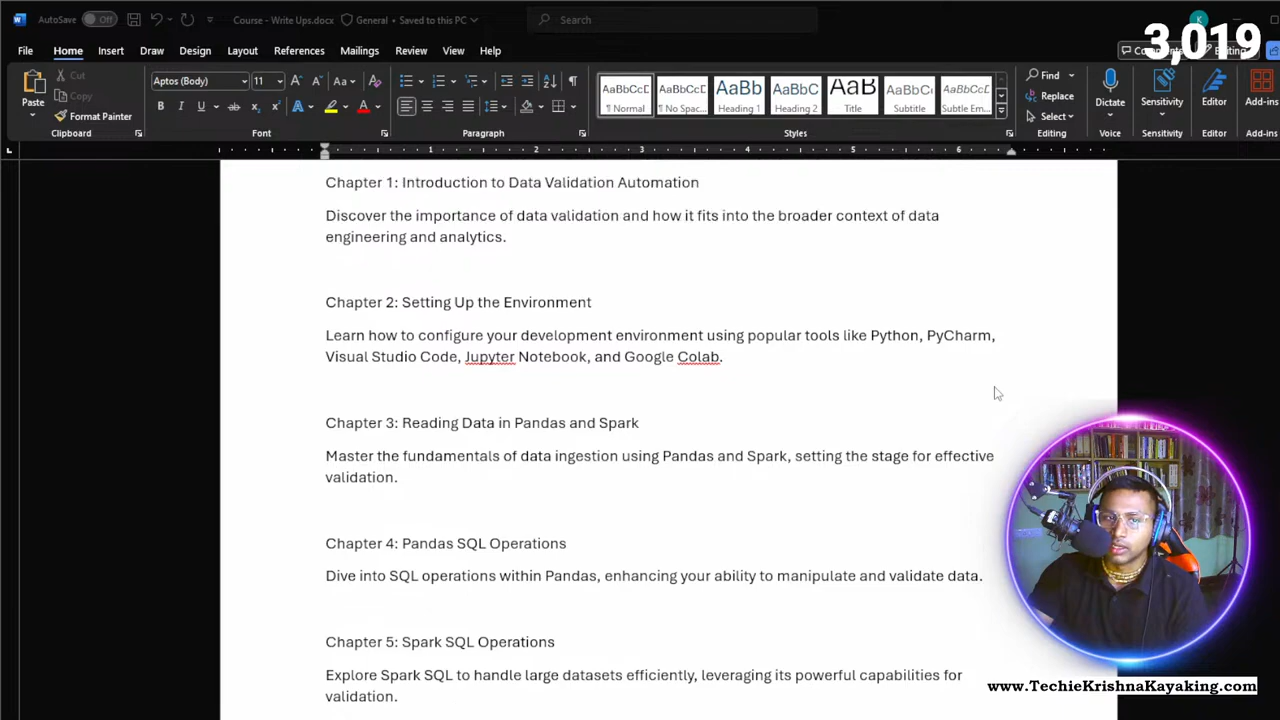 AutoSave Off Course - Write Ups.docx General • Saved to this PC Search K
3,019
File Home Insert Draw Design Layout References Mailings Review View Help Comments Editing
Paste Cut Copy Format Painter
Aptos (Body) 11
AaBbCcD AaBbCcD AaBb AaBbC AaB AaBbCc AaBbCcD
¶ Normal ¶ No Spac... Heading 1 Heading 2 Title Subtitle Subtle Em...
Find Replace Select
Dictate Sensitivity Editor Add-ins
Clipboard Font Paragraph Styles Editing Voice Sensitivity Editor Add-ins
1 2 3 4 5 6
Chapter 1: Introduction to Data Validation Automation
Discover the importance of data validation and how it fits into the broader context of data
engineering and analytics.
Chapter 2: Setting Up the Environment
Learn how to configure your development environment using popular tools like Python, PyCharm,
Visual Studio Code, Jupyter Notebook, and Google Colab.
Chapter 3: Reading Data in Pandas and Spark
Master the fundamentals of data ingestion using Pandas and Spark, setting the stage for effective
validation.
Chapter 4: Pandas SQL Operations
Dive into SQL operations within Pandas, enhancing your ability to manipulate and validate data.
Chapter 5: Spark SQL Operations
Explore Spark SQL to handle large datasets efficiently, leveraging its powerful capabilities for
validation.
www.TechieKrishnaKayaking.com